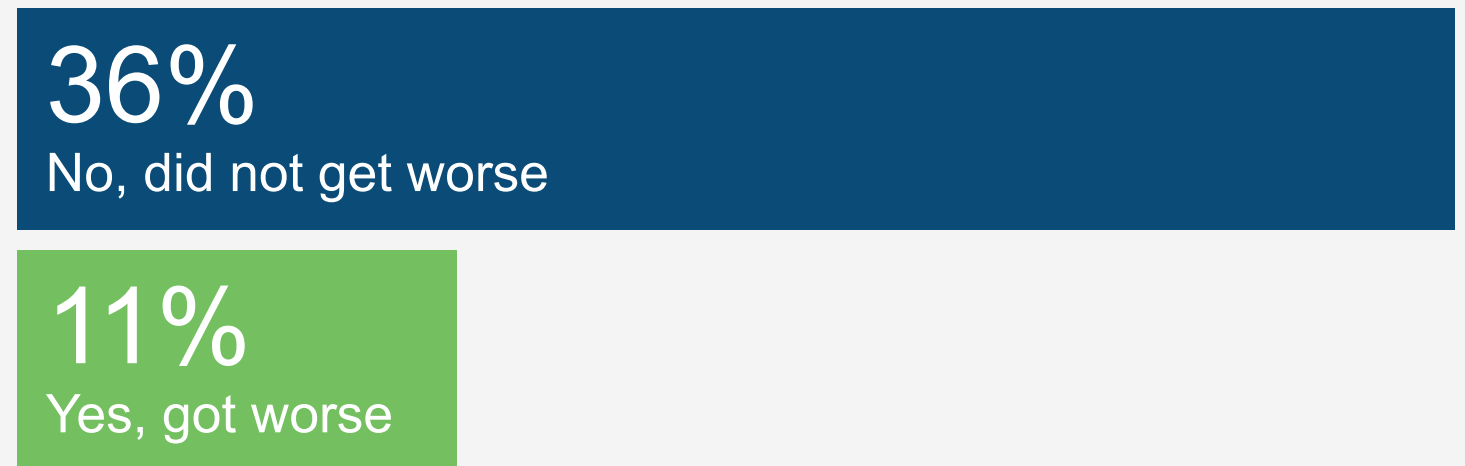 36%
No, did not get worse
11%
Yes, got worse